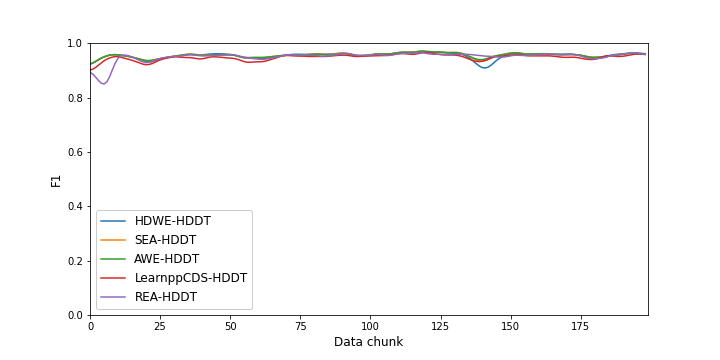 1.0
0.8
0.6
0.4
0.2
0.0
F1
HDWE-HDDT
SEA-HDDT
AWE-HDDT
LearnppCDS-HDDT
REA-HDDT
0 25 50 75 100 125 150 175
Data chunk